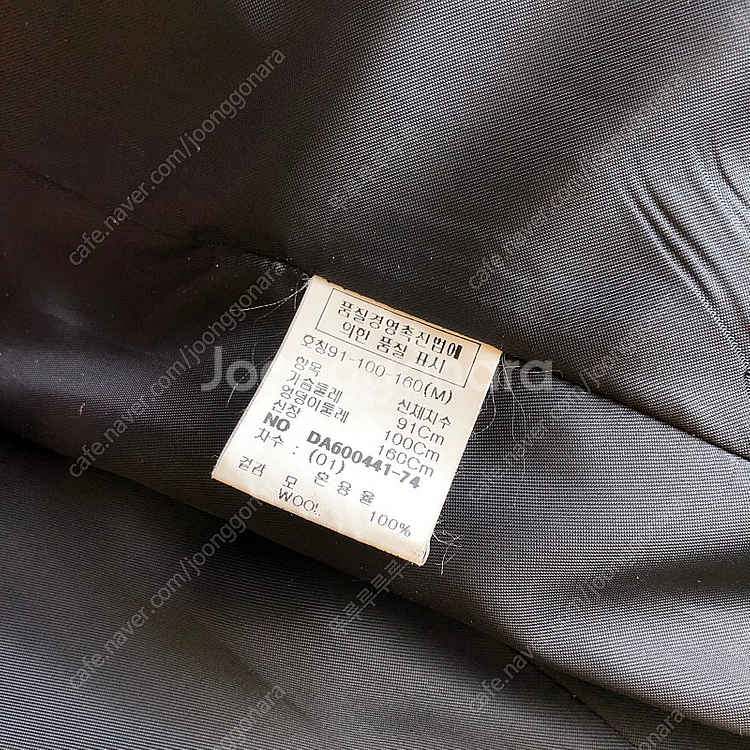 품질경영촉진법에
의한 품질 표시
호칭91-100-160(M)
항목 신체지수
가슴둘레 91Cm
엉덩이둘레 100Cm
신장 160Cm
NO DA600441-74
자수 : (01)
겉감 모 혼용율
WOOL 100%
Joonggonara
cafe.naver.com/joonggonara